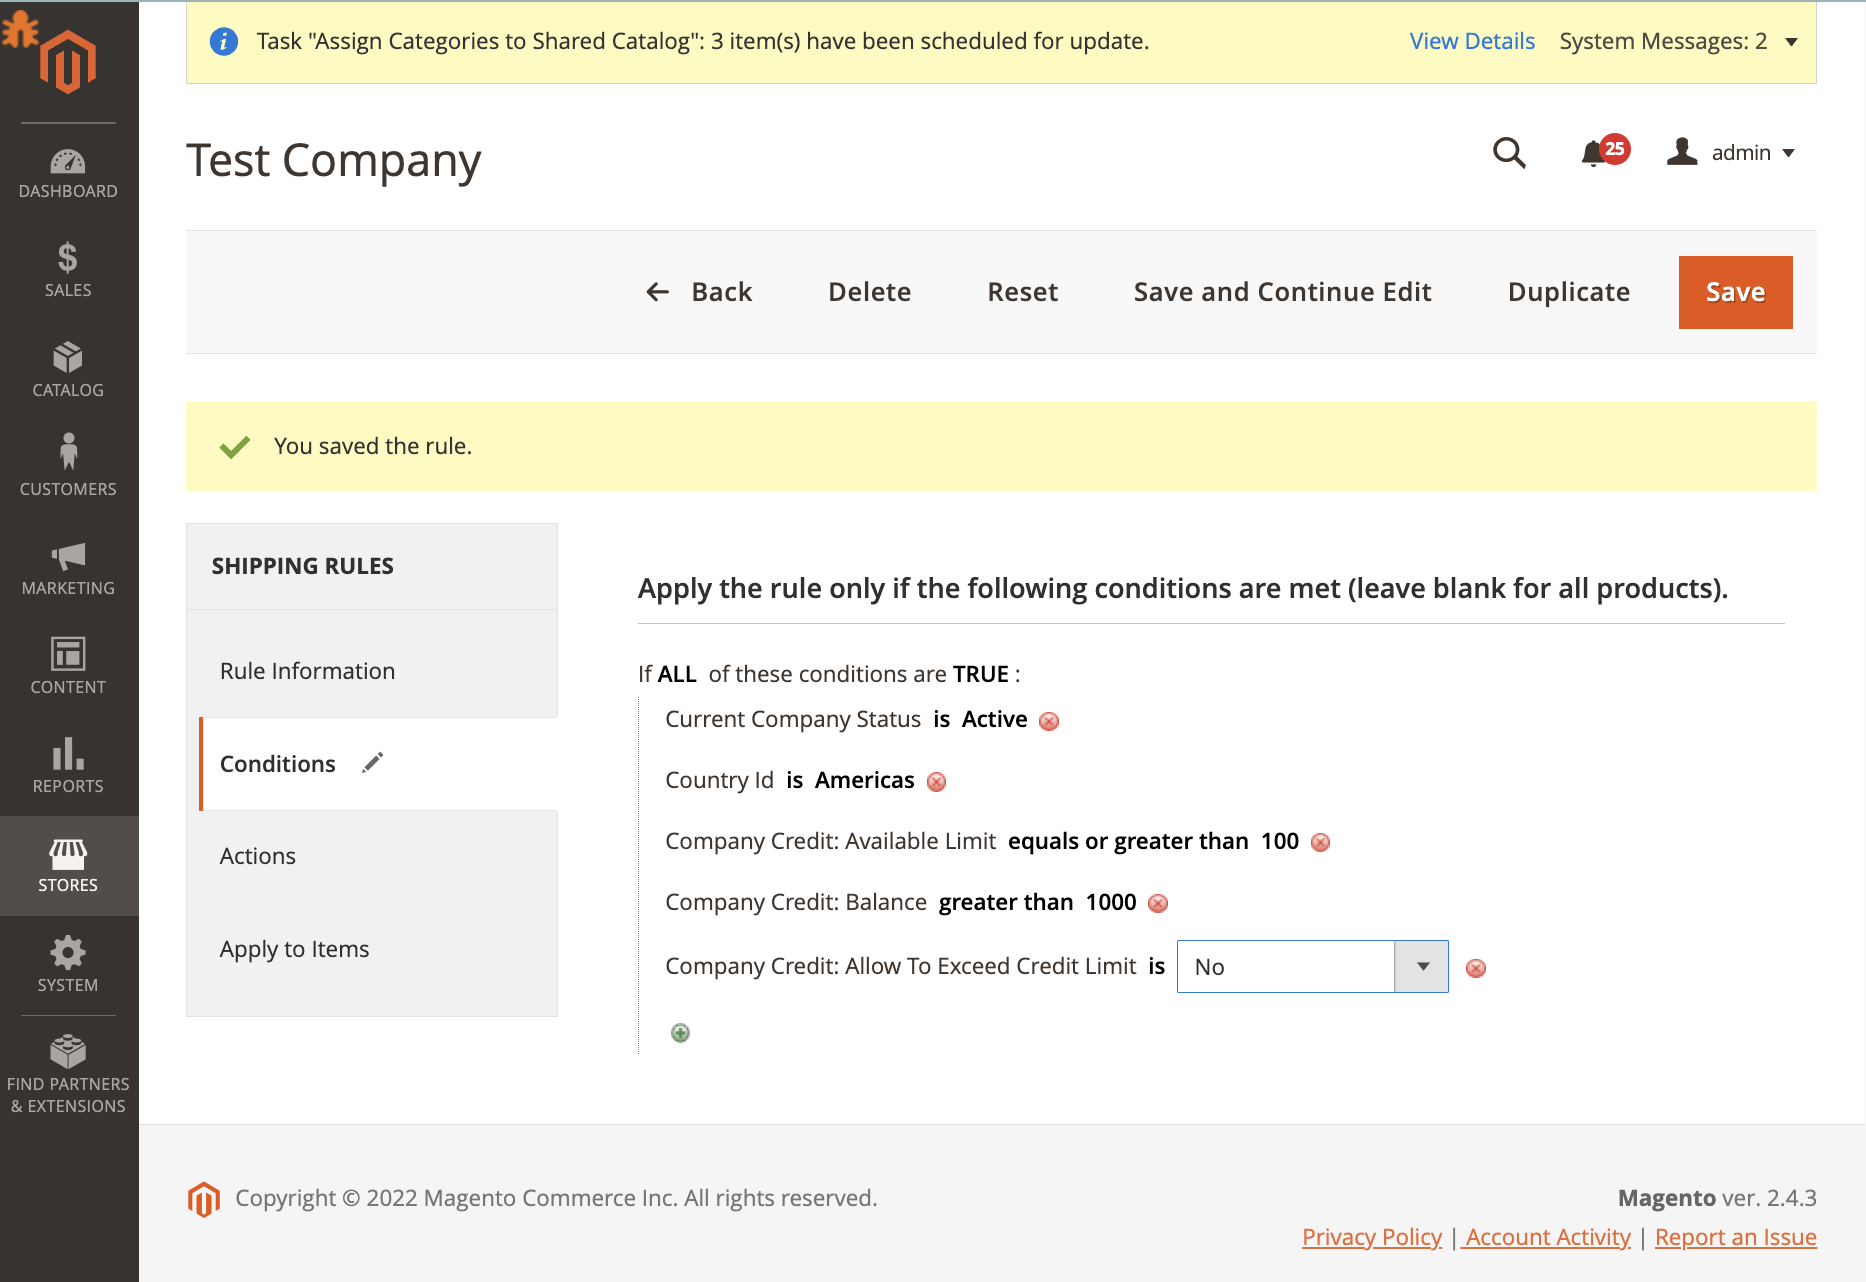 Task "Assign Categories to Shared Catalog": 3 item(s) have been scheduled for update. View Details System Messages: 2
Test Company
25
admin
DASHBOARD
SALES
CATALOG
CUSTOMERS
MARKETING
CONTENT
REPORTS
STORES
SYSTEM
FIND PARTNERS
& EXTENSIONS
Back Delete Reset Save and Continue Edit Duplicate Save
You saved the rule.
SHIPPING RULES
Rule Information
Conditions
Actions
Apply to Items
Apply the rule only if the following conditions are met (leave blank for all products).
If ALL of these conditions are TRUE :
Current Company Status is Active
Country Id is Americas
Company Credit: Available Limit equals or greater than 100
Company Credit: Balance greater than 1000
Company Credit: Allow To Exceed Credit Limit is No
Copyright © 2022 Magento Commerce Inc. All rights reserved.
Magento ver. 2.4.3
Privacy Policy | Account Activity | Report an Issue